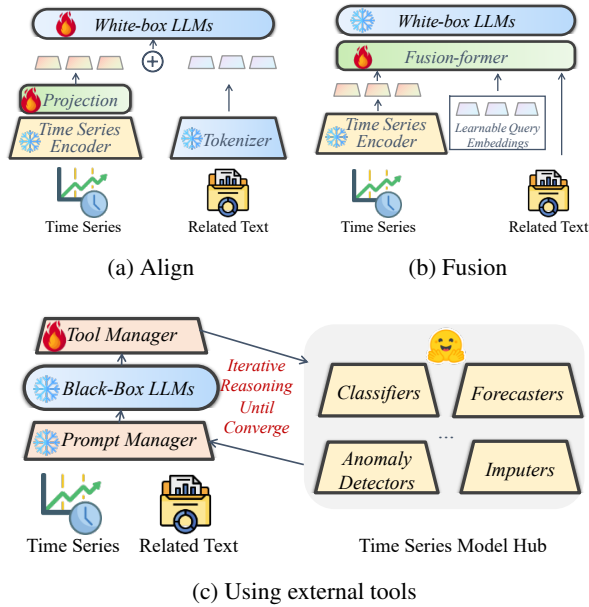 White-box LLMs
Projection
Time Series
Encoder
Tokenizer
Time Series
Related Text
(a) Align
White-box LLMs
Fusion-former
Time Series
Encoder
Learnable Query
Embeddings
Time Series
Related Text
(b) Fusion
Tool Manager
Black-Box LLMs
Prompt Manager
Time Series
Related Text
Iterative
Reasoning
Until
Converge
Classifiers
Forecasters
...
Anomaly
Detectors
Imputers
Time Series Model Hub
(c) Using external tools